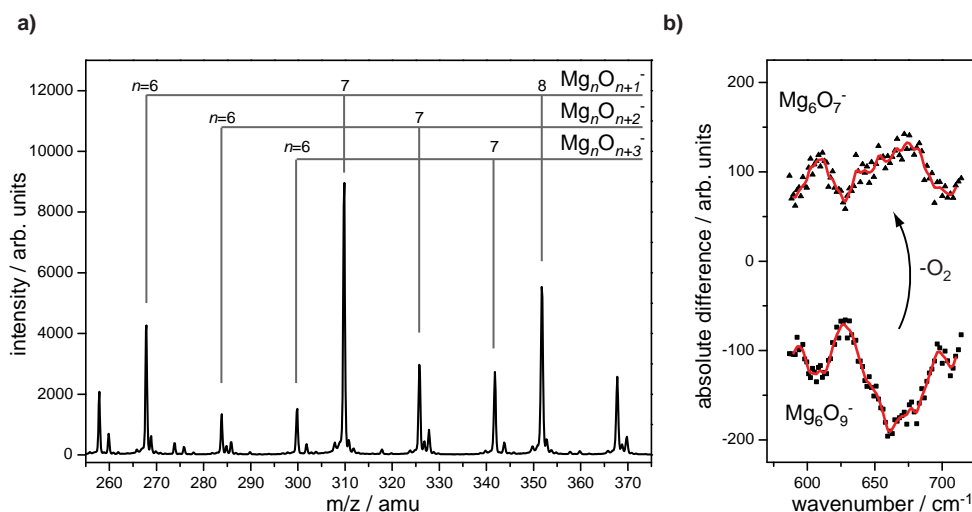 a)
b)
intensity / arb. units
12000
10000
8000
6000
4000
2000
0
n=6 7 8 MgₙOₙ₊₁⁻
n=6 7 MgₙOₙ₊₂⁻
n=6 7 MgₙOₙ₊₃⁻
260 270 280 290 300 310 320 330 340 350 360 370
m/z / amu
absolute difference / arb. units
200
100
0
-100
-200
Mg₆O₇⁻
-O₂
Mg₆O₉⁻
600 650 700
wavenumber / cm⁻¹